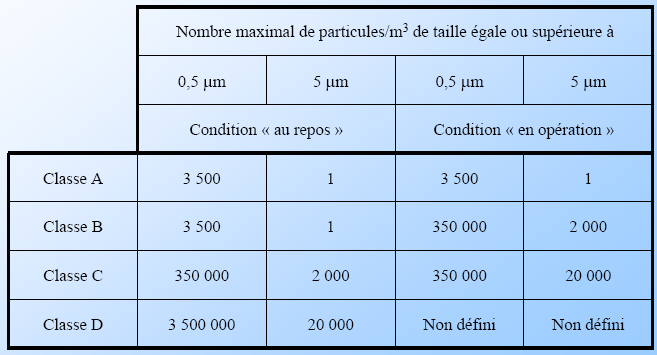 Nombre maximal de particules/m³ de taille égale ou supérieure à
0,5 µm 5 µm 0,5 µm 5 µm
Condition « au repos » Condition « en opération »
Classe A 3 500 1 3 500 1
Classe B 3 500 1 350 000 2 000
Classe C 350 000 2 000 350 000 20 000
Classe D 3 500 000 20 000 Non défini Non défini